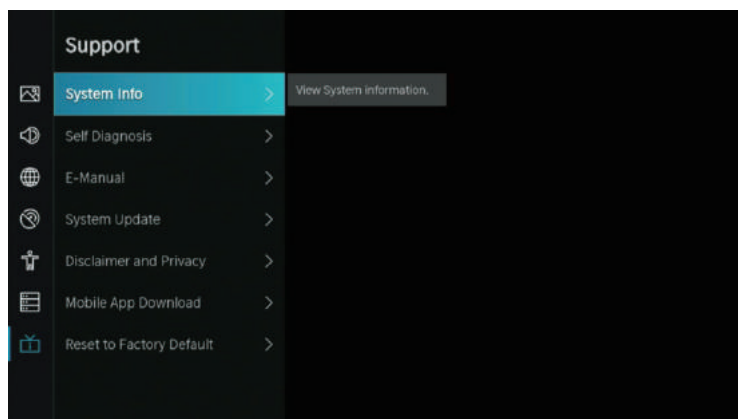 Support
System Info
View System information.
Self Diagnosis
E-Manual
System Update
Disclaimer and Privacy
Mobile App Download
Reset to Factory Default